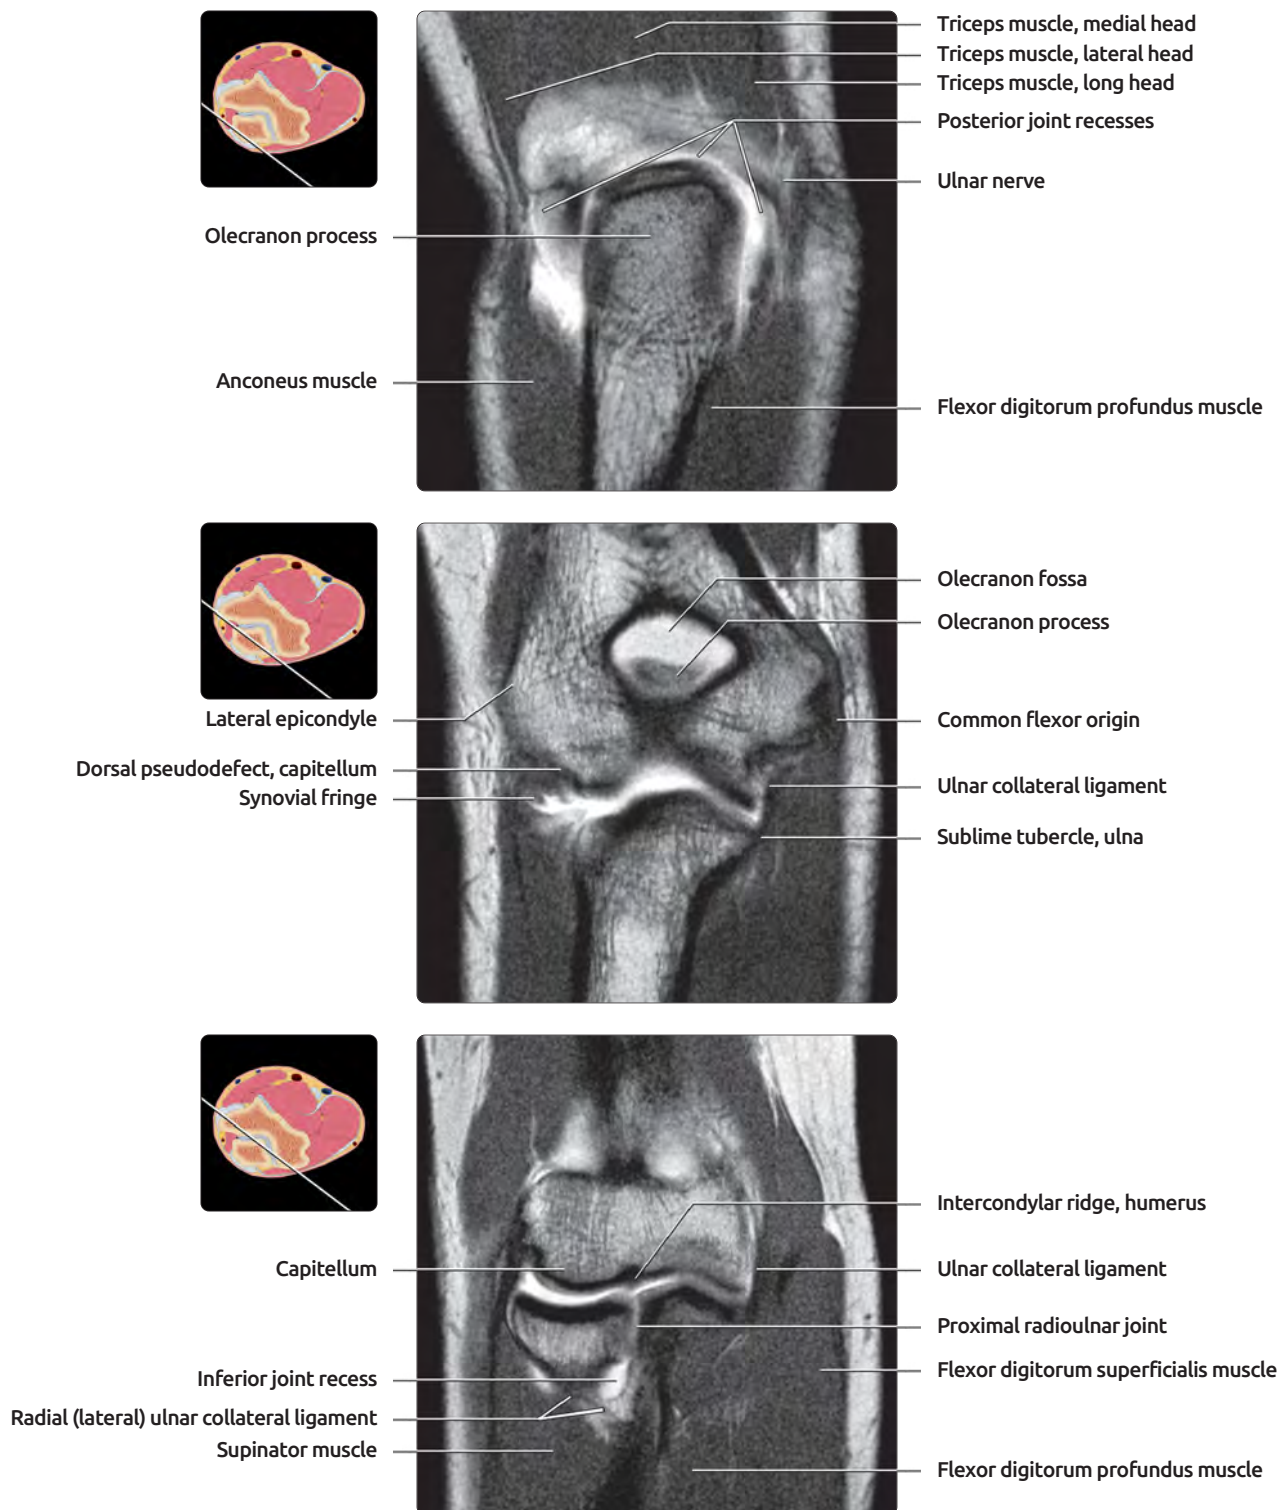 Triceps muscle, medial head
Triceps muscle, lateral head
Triceps muscle, long head
Posterior joint recesses
Ulnar nerve
Olecranon process
Anconeus muscle
Flexor digitorum profundus muscle
Olecranon fossa
Olecranon process
Lateral epicondyle
Common flexor origin
Dorsal pseudodefect, capitellum
Synovial fringe
Ulnar collateral ligament
Sublime tubercle, ulna
Intercondylar ridge, humerus
Capitellum
Ulnar collateral ligament
Proximal radioulnar joint
Flexor digitorum superficialis muscle
Inferior joint recess
Radial (lateral) ulnar collateral ligament
Supinator muscle
Flexor digitorum profundus muscle